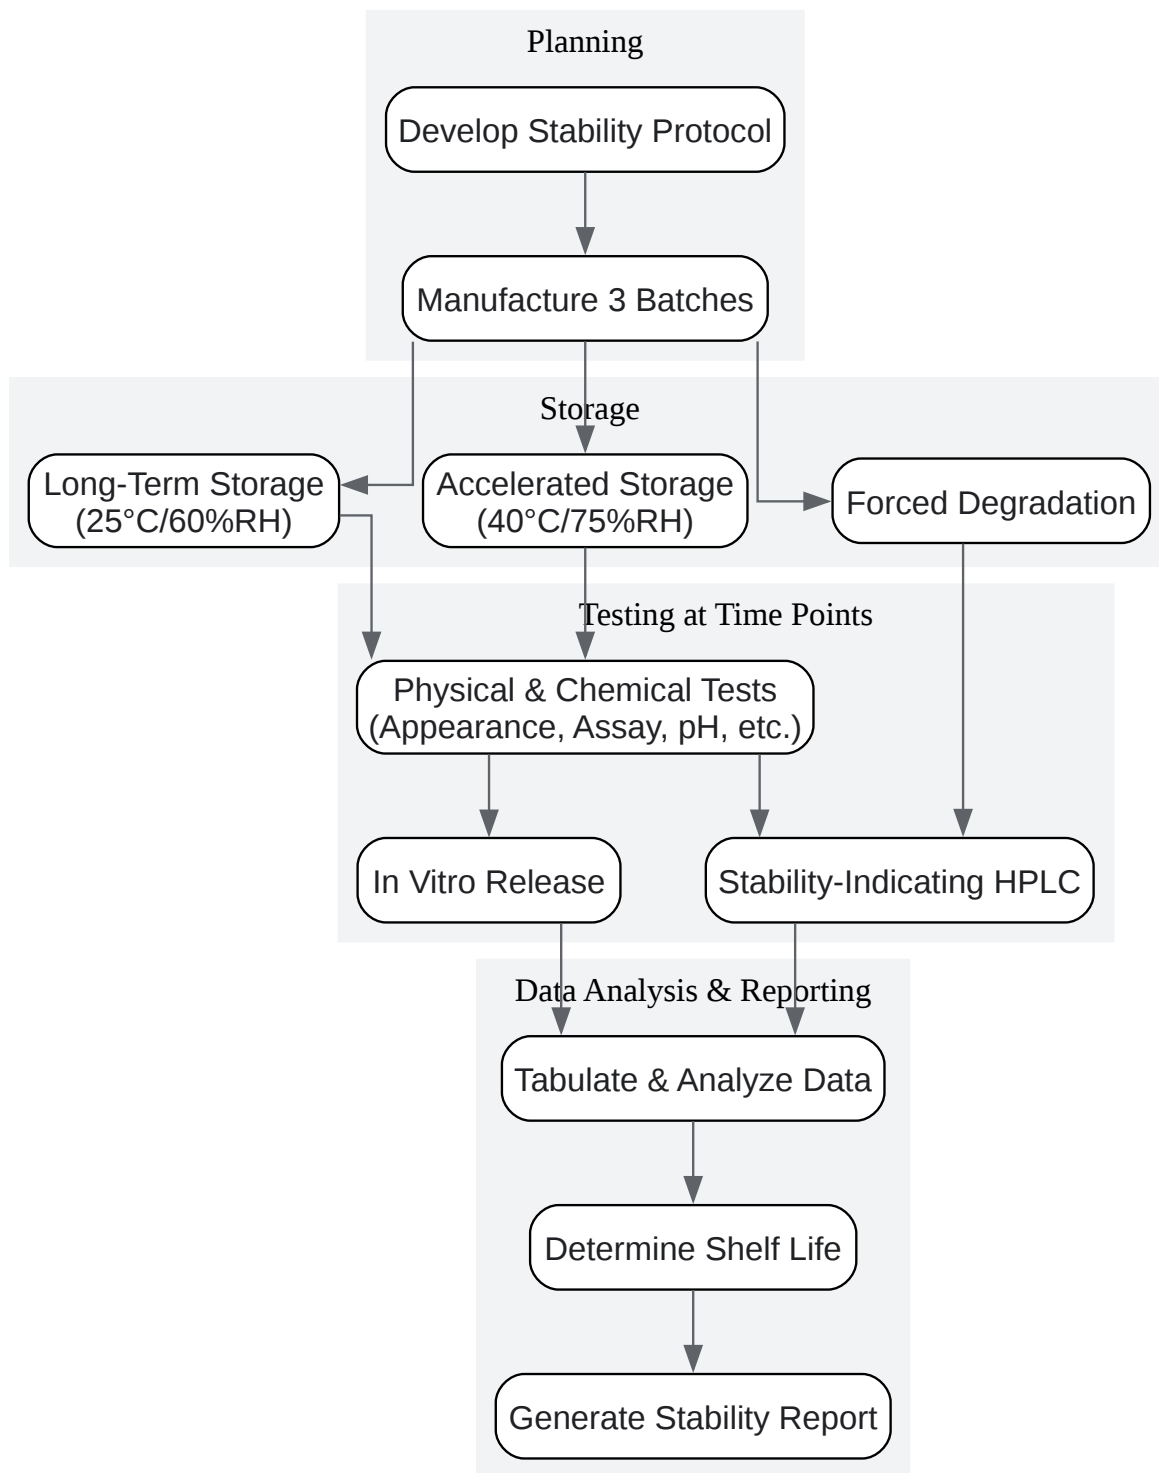 Planning
Develop Stability Protocol
Manufacture 3 Batches
Storage
Long-Term Storage
(25°C/60%RH)
Accelerated Storage
(40°C/75%RH)
Forced Degradation
Testing at Time Points
Physical & Chemical Tests
(Appearance, Assay, pH, etc.)
In Vitro Release
Stability-Indicating HPLC
Data Analysis & Reporting
Tabulate & Analyze Data
Determine Shelf Life
Generate Stability Report